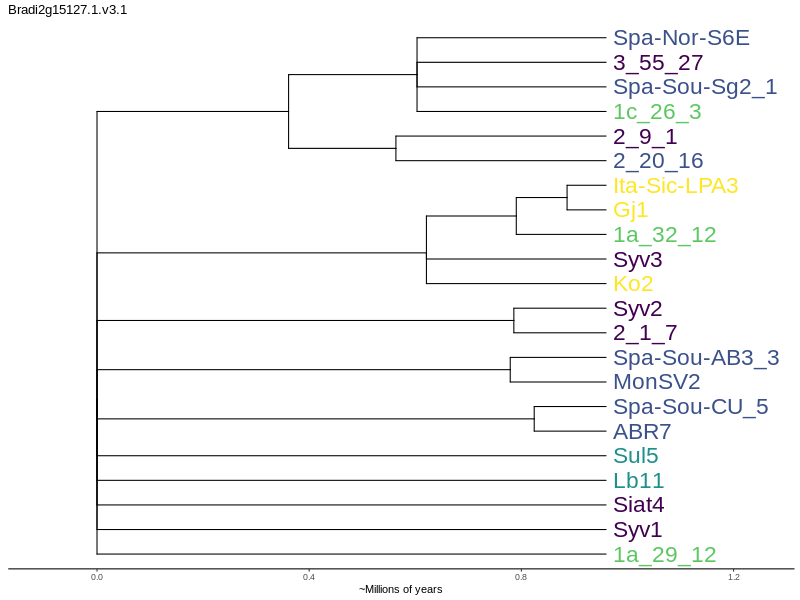 Bradi2g15127.1.v3.1
Spa-Nor-S6E
3_55_27
Spa-Sou-Sg2_1
1c_26_3
2_9_1
2_20_16
Ita-Sic-LPA3
Gj1
1a_32_12
Syv3
Ko2
Syv2
2_1_7
Spa-Sou-AB3_3
MonSV2
Spa-Sou-CU_5
ABR7
Sul5
Lb11
Siat4
Syv1
1a_29_12
0.0 0.4 0.8 1.2
~Millions of years